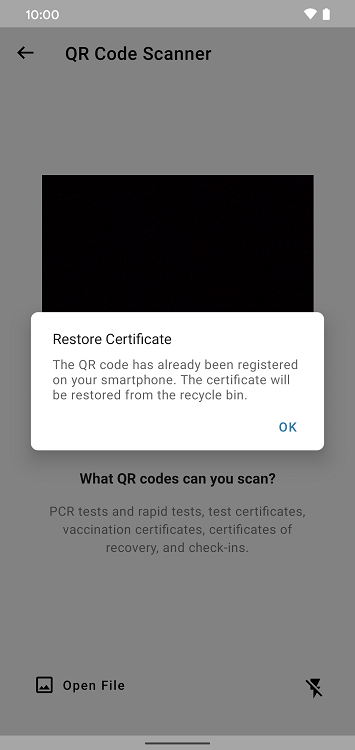 10:00
QR Code Scanner
Restore Certificate
The QR code has already been registered
on your smartphone. The certificate will
be restored from the recycle bin.
OK
What QR codes can you scan?
PCR tests and rapid tests, test certificates,
vaccination certificates, certificates of
recovery, and check-ins.
Open File